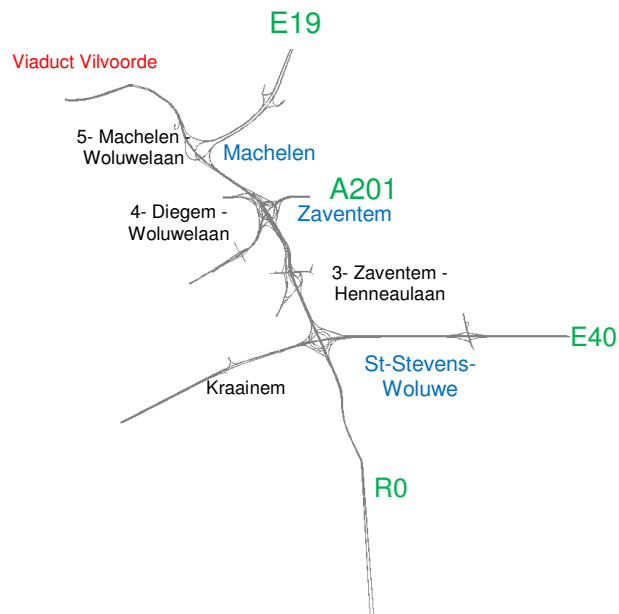 E19
Viaduct Vilvoorde
5- Machelen -
Woluwelaan
Machelen
A201
Zaventem
4- Diegem -
Woluwelaan
3- Zaventem -
Henneaulaan
E40
St-Stevens-
Woluwe
Kraainem
R0